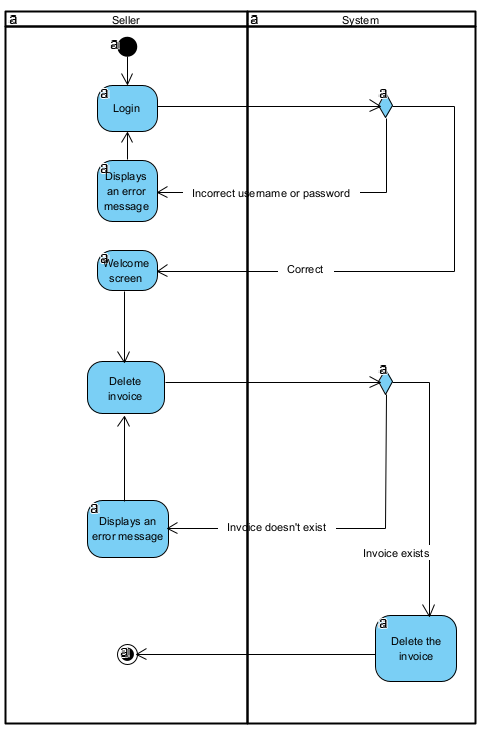 a Seller
a System
a
a
Login
a
a
Displays
an error
message
Incorrect username or password
a
Welcome
screen
Correct
Delete
invoice
a
a
Displays an
error message
Invoice doesn't exist
Invoice exists
a
Delete the
invoice
a